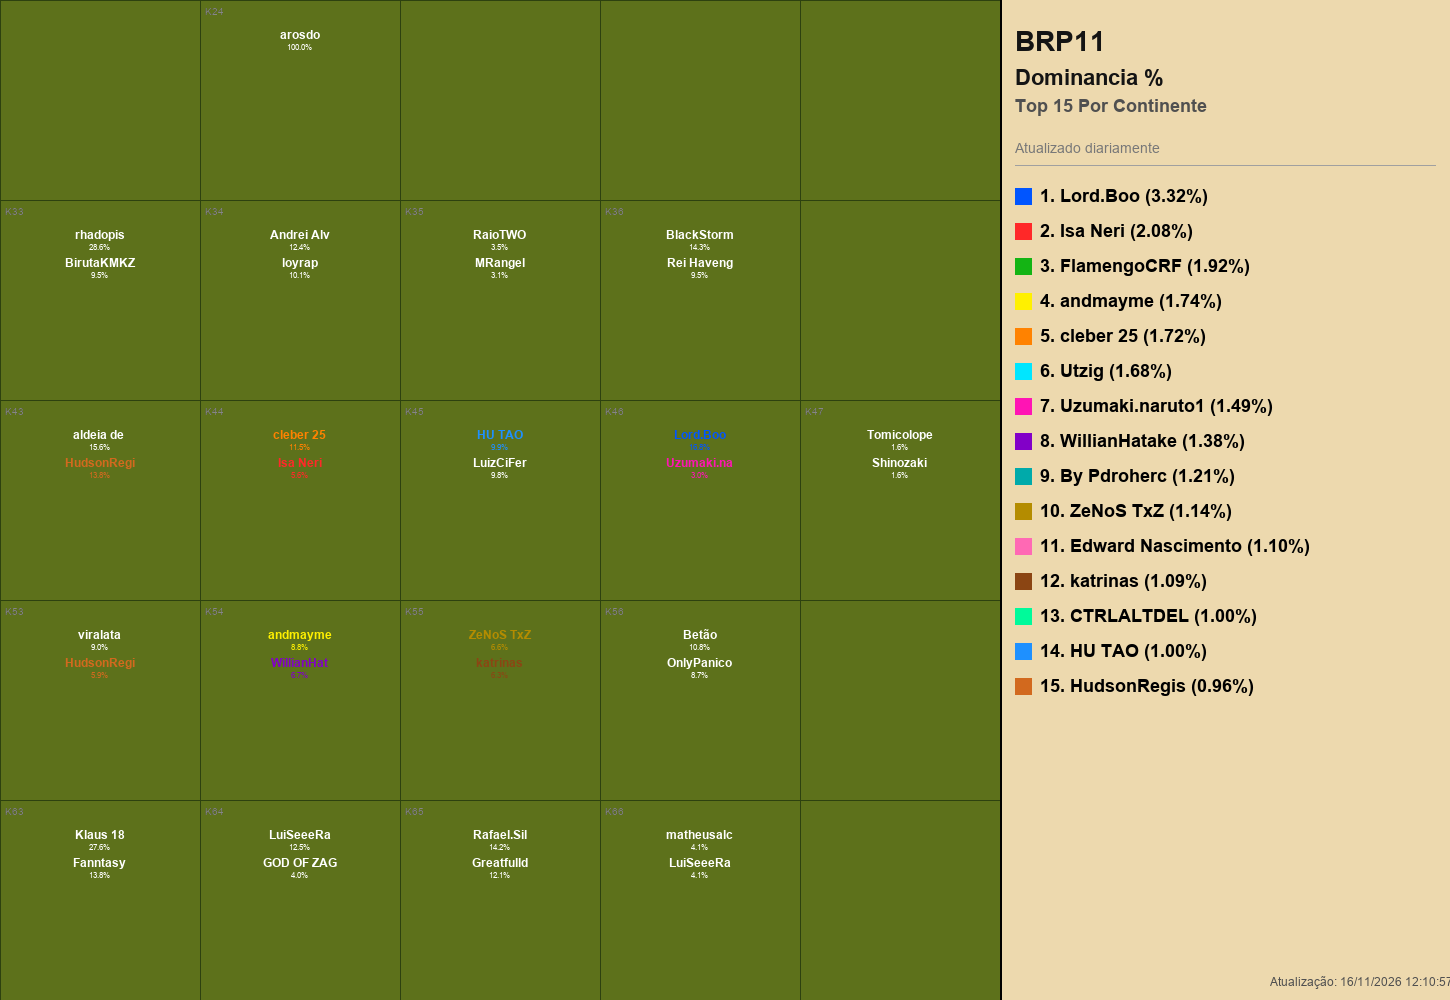 K24
arosdo
100.0%
K33
rhadopis
28.6%
BirutaKMKZ
9.5%
K34
Andrei Alv
12.4%
loyrap
10.1%
K35
RaioTWO
3.5%
MRangel
3.1%
K36
BlackStorm
14.3%
Rei Haveng
9.5%
K43
aldeia de
15.6%
HudsonRegi
13.8%
K44
cleber 25
11.5%
Isa Neri
K45
HU TAO
9.9%
LuizCiFer
9.8%
K46
Lord.Boo
Uzumaki.na
K47
Tomicolope
1.6%
Shinozaki
1.6%
K53
viralata
9.0%
HudsonRegi
K54
andmayme
8.8%
WillianHat
6.7%
K55
ZeNoS TxZ
katrinas
K56
Betão
10.8%
OnlyPanico
8.7%
K63
Klaus 18
27.6%
Fanntasy
13.8%
K64
LuiSeeeRa
12.5%
GOD OF ZAG
4.0%
K65
Rafael.Sil
14.2%
Greatfulld
12.1%
K66
matheusalc
4.1%
LuiSeeeRa
4.1%
BRP11
Dominancia %
Top 15 Por Continente
Atualizado diariamente
1. Lord.Boo (3.32%)
2. Isa Neri (2.08%)
3. FlamengoCRF (1.92%)
4. andmayme (1.74%)
5. cleber 25 (1.72%)
6. Utzig (1.68%)
7. Uzumaki.naruto1 (1.49%)
8. WillianHatake (1.38%)
9. By Pdroherc (1.21%)
10. ZeNoS TxZ (1.14%)
11. Edward Nascimento (1.10%)
12. katrinas (1.09%)
13. CTRLALTDEL (1.00%)
14. HU TAO (1.00%)
15. HudsonRegis (0.96%)
Atualização: 16/11/2026 12:10:57